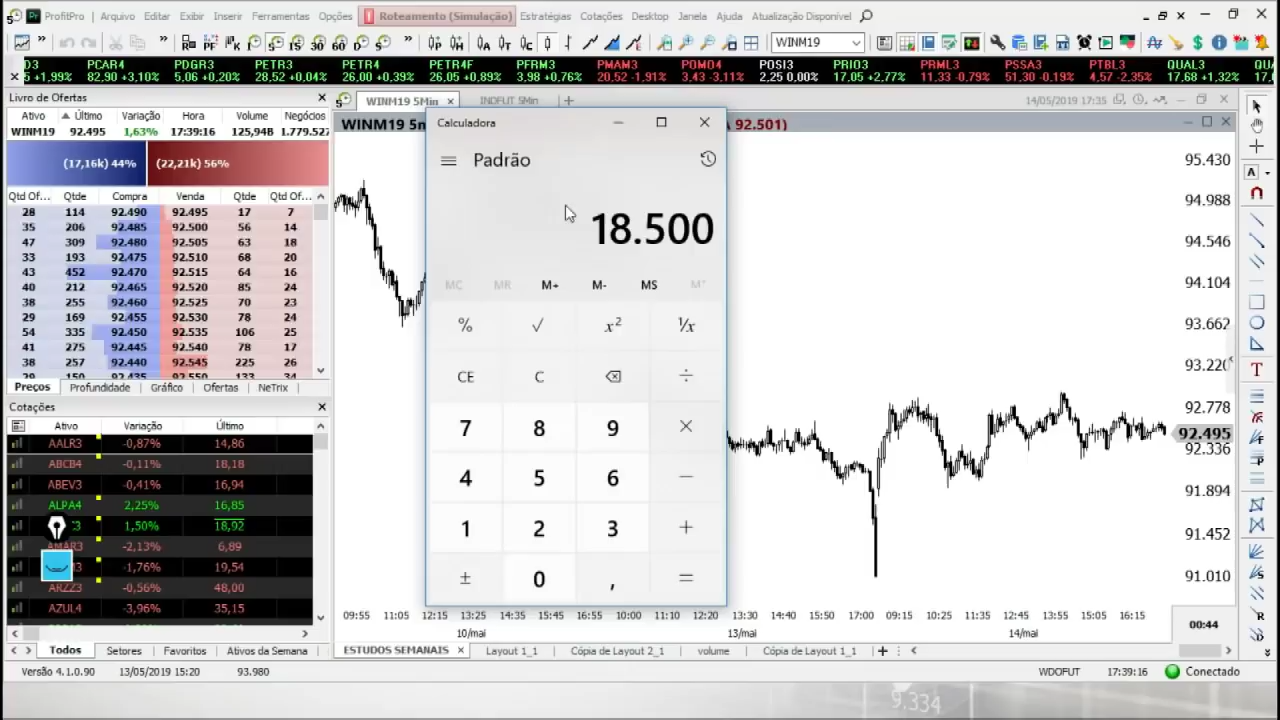 ProfitPro Arquivo Editar Exibir Inserir Ferramentas Opções Roteamento (Simulação) Estratégias Cotações Desktop Janela Ajuda Atualização Disponível
5 15 30 60 D 5 WINM19
D3 PCAR4 PDGR3 PETR3 PETR4 PETR4F PFRM3 PMAM3 POMO4 POSI3 PRIO3 PRML3 PSSA3 PTBL3 QUAL3
5 +1,99% 82,90 +3,10% 5,06 +0,20% 28,52 +0,04% 26,00 +0,39% 26,05 +0,89% 3,98 +0,76% 20,52 -1,91% 3,43 -3,11% 2,25 0,00% 17,05 +2,77% 11,33 -0,79% 51,30 -0,19% 4,57 -2,35% 17,68 +1,32%
Livro de Ofertas
WINM19 5Min INDFUT 5Min 14/05/2019 17:35
Ativo Último Variação Hora Volume Negócios
WINM19 92.495 1,63% 17:39:16 125,94B 1.779.527
(17,16k) 44% (22,21k) 56%
Qtd Of... Qtde Compra Venda Qtde Qtd Of...
28 114 92.490 92.495 17 7
35 206 92.485 92.500 56 14
47 309 92.480 92.505 63 18
33 193 92.475 92.510 68 20
43 452 92.470 92.515 64 16
40 212 92.465 92.520 85 24
38 255 92.460 92.525 70 23
29 169 92.455 92.530 78 24
54 335 92.450 92.535 106 25
41 275 92.445 92.540 78 17
38 257 92.440 92.545 225 26
Preços Profundidade Gráfico Ofertas NeTrix
Cotações
Ativo Variação Último
AALR3 -0,87% 14,86
ABCB4 -0,11% 18,18
ABEV3 -0,41% 16,94
ALPA4 2,25% 16,85
3 1,50% 18,92
AMAR3 -2,13% 6,89
3 -1,76% 19,54
ARZZ3 -0,56% 48,00
AZUL4 -3,96% 35,15
Todos Setores Favoritos Ativos da Semana
Versão 4.1.0.90 13/05/2019 15:20 93.980
WINM19 5m
92.501)
Calculadora
Padrão
18.500
MC MR M+ M- MS M˅
% √ x² ¹/x
CE C ÷
7 8 9 ×
4 5 6 −
1 2 3 +
± 0 , =
95.430
94.988
94.546
94.104
93.662
93.220
92.778
92.495
92.336
91.894
91.452
91.010
09:55 11:05 12:15 13:25 14:35 15:45 16:55 10:00 11:10 12:20 13:30 14:40 15:50 17:00 09:15 10:25 11:35 12:45 13:55 15:05 16:15
10/mai 13/mai 14/mai
00:44
ESTUDOS SEMANAIS Layout 1_1 Cópia de Layout 2_1 volume Cópia de Layout 1_1
WDOFUT 17:39:16 Conectado
9.334